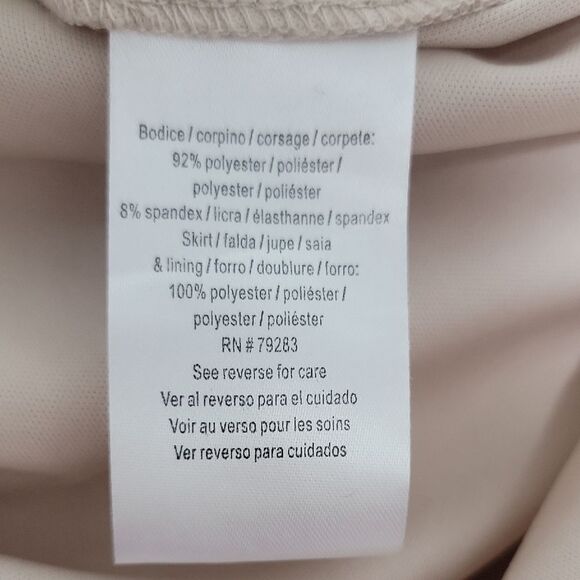 Bodice / corpino / corsage / corpete:
92% polyester / poliéster /
polyester / poliéster
8% spandex / licra / élasthanne / spandex
Skirt / falda / jupe / saia
& lining / forro / doublure / forro:
100% polyester / poliéster /
polyester / poliéster
RN # 79283
See reverse for care
Ver al reverso para el cuidado
Voir au verso pour les soins
Ver reverso para cuidados